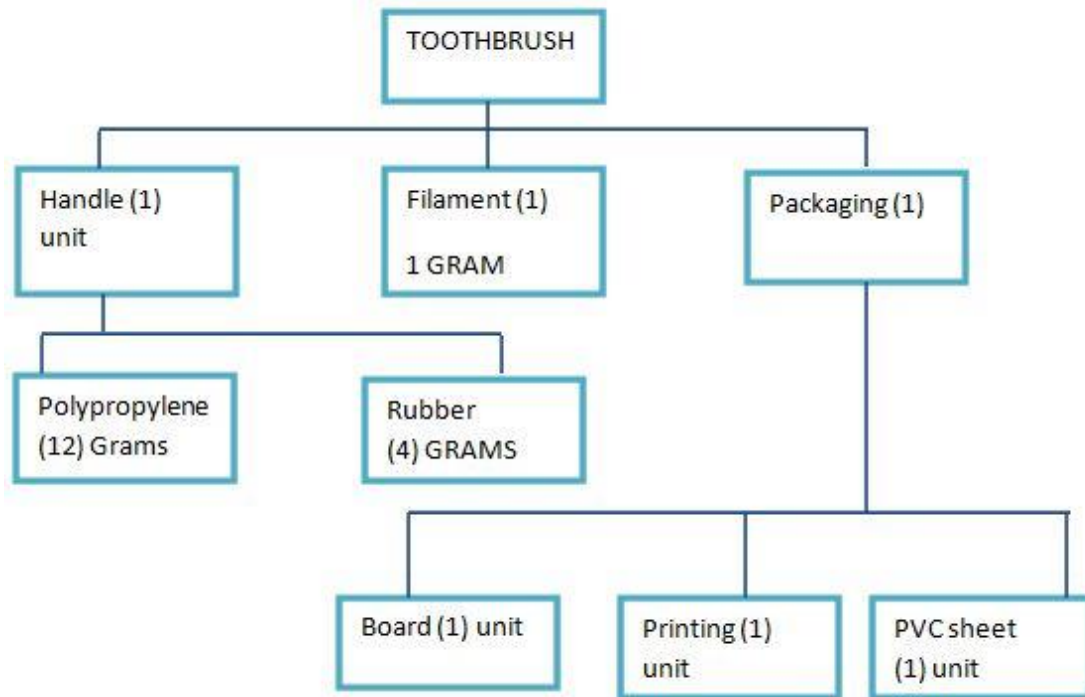 TOOTHBRUSH
Handle (1)
unit
Filament (1)
1 GRAM
Packaging (1)
Polypropylene
(12) Grams
Rubber
(4) GRAMS
Board (1) unit
Printing (1)
unit
PVC sheet
(1) unit